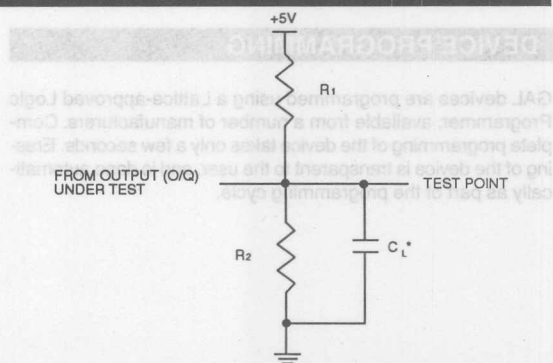 +5V
R1
FROM OUTPUT (O/Q)
UNDER TEST
TEST POINT
R2
CL*
DEVICE PROGRAMMING
GAL devices are programmed using a Lattice-approved Logic
Programmer, available from a number of manufacturers. Com-
plete programming of the device takes only a few seconds. Eras-
ing of the device is transparent to the user, and is done automati-
cally as part of the programming cycle.